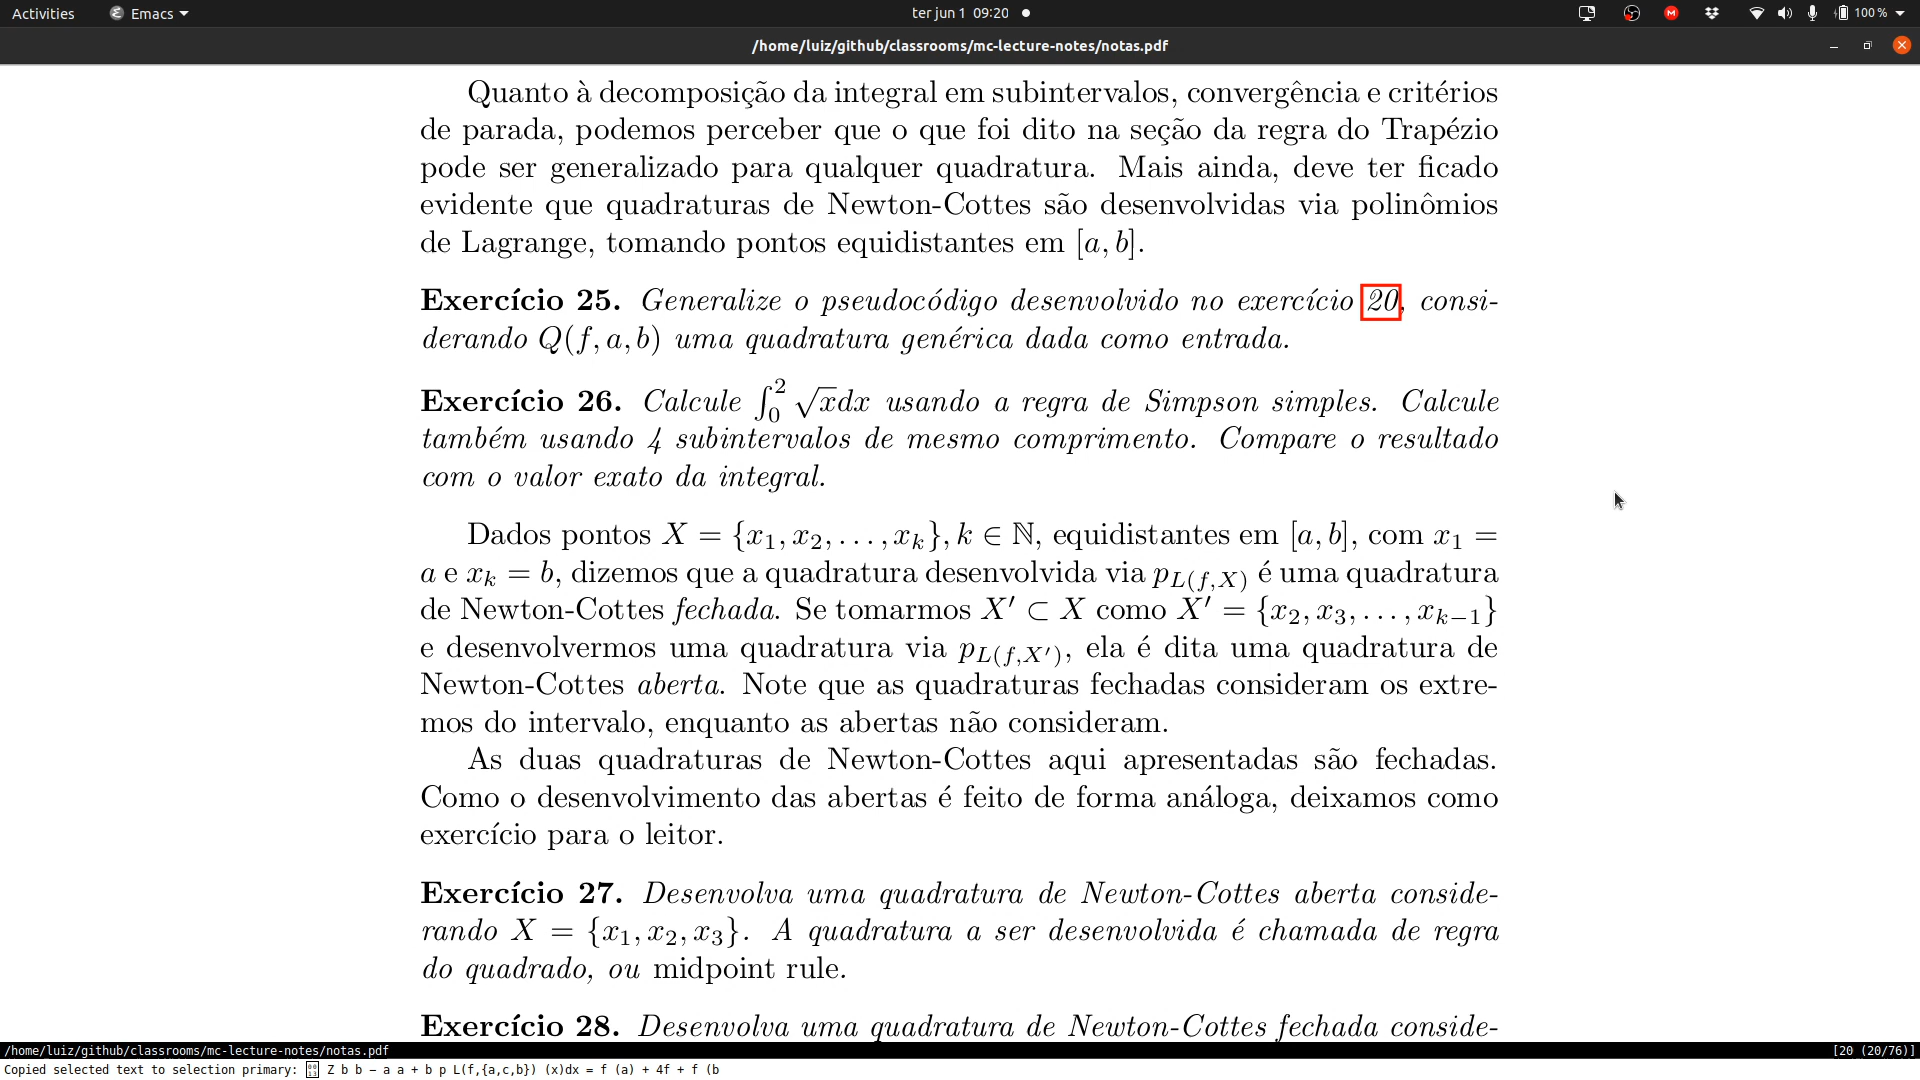 Activities Emacs ter jun 1 09:20 M 100 %
/home/luiz/github/classrooms/mc-lecture-notes/notas.pdf
Quanto à decomposição da integral em subintervalos, convergência e critérios
de parada, podemos perceber que o que foi dito na seção da regra do Trapézio
pode ser generalizado para qualquer quadratura. Mais ainda, deve ter ficado
evidente que quadraturas de Newton-Cottes são desenvolvidas via polinômios
de Lagrange, tomando pontos equidistantes em [a, b].
Exercício 25. Generalize o pseudocódigo desenvolvido no exercício 20, consi-
derando Q(f, a, b) uma quadratura genérica dada como entrada.
Exercício 26. Calcule ∫₀² √x dx usando a regra de Simpson simples. Calcule
também usando 4 subintervalos de mesmo comprimento. Compare o resultado
com o valor exato da integral.
Dados pontos X = {x₁, x₂, . . . , xₖ}, k ∈ ℕ, equidistantes em [a, b], com x₁ =
a e xₖ = b, dizemos que a quadratura desenvolvida via p_{L(f,X)} é uma quadratura
de Newton-Cottes fechada. Se tomarmos X′ ⊂ X como X′ = {x₂, x₃, . . . , xₖ₋₁}
e desenvolvermos uma quadratura via p_{L(f,X′)}, ela é dita uma quadratura de
Newton-Cottes aberta. Note que as quadraturas fechadas consideram os extre-
mos do intervalo, enquanto as abertas não consideram.
As duas quadraturas de Newton-Cottes aqui apresentadas são fechadas.
Como o desenvolvimento das abertas é feito de forma análoga, deixamos como
exercício para o leitor.
Exercício 27. Desenvolva uma quadratura de Newton-Cottes aberta conside-
rando X = {x₁, x₂, x₃}. A quadratura a ser desenvolvida é chamada de regra
do quadrado, ou midpoint rule.
Exercício 28. Desenvolva uma quadratura de Newton-Cottes fechada conside-
/home/luiz/github/classrooms/mc-lecture-notes/notas.pdf [20 (20/76)]
Copied selected text to selection primary: Z b b − a a + b p L(f,{a,c,b}) (x)dx = f (a) + 4f + f (b